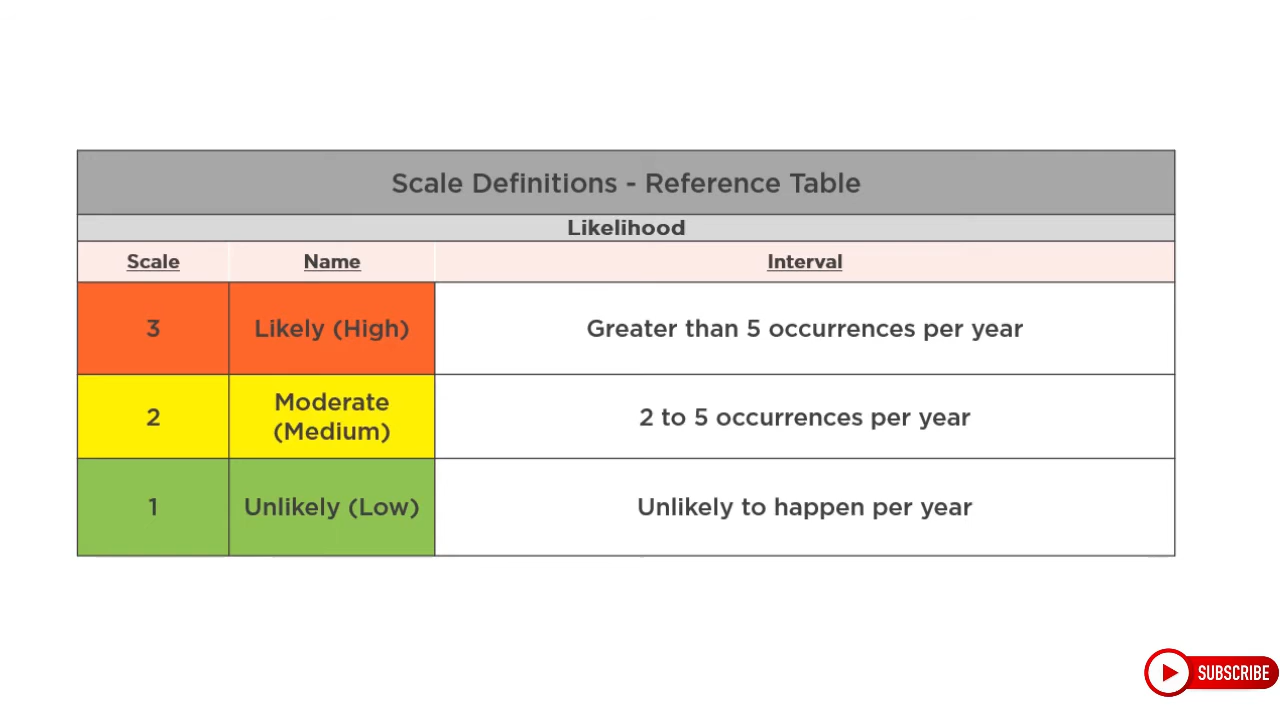 Scale Definitions - Reference Table
Likelihood
Scale Name Interval
3 Likely (High) Greater than 5 occurrences per year
2 Moderate (Medium) 2 to 5 occurrences per year
1 Unlikely (Low) Unlikely to happen per year
SUBSCRIBE